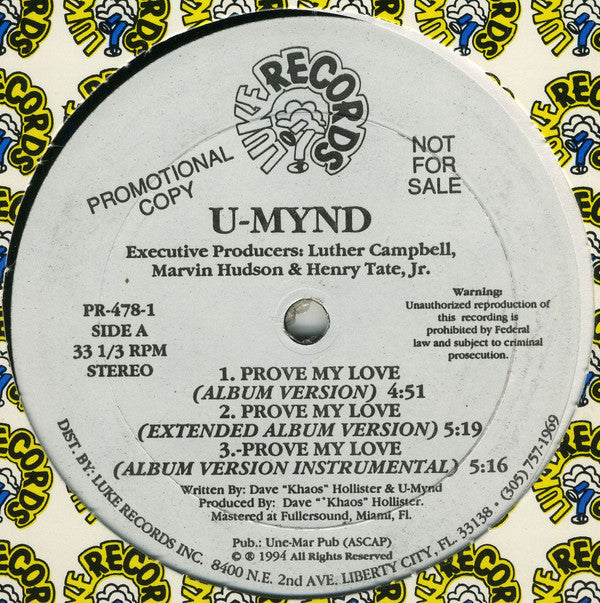 LUKE RECORDS
PROMOTIONAL
COPY
NOT
FOR
SALE
U-MYND
Executive Producers: Luther Campbell,
Marvin Hudson & Henry Tate, Jr.
PR-478-1
SIDE A
33 1/3 RPM
STEREO
Warning:
Unauthorized reproduction of
this recording is
prohibited by Federal
law and subject to criminal
prosecution.
1. PROVE MY LOVE
(ALBUM VERSION) 4:51
2. PROVE MY LOVE
(EXTENDED ALBUM VERSION) 5:19
3.-PROVE MY LOVE
(ALBUM VERSION INSTRUMENTAL) 5:16
Written By: Dave "Khaos" Hollister & U-Mynd
Produced By: Dave "`Khaos" Hollister.
Mastered at Fullersound, Miami, Fl.
Pub.: Une-Mar Pub (ASCAP)
© ® 1994 All Rights Reserved
DIST. BY: LUKE RECORDS INC. 8400 N.E. 2nd AVE. LIBERTY CITY, FL. 33138 • (305) 757-1969